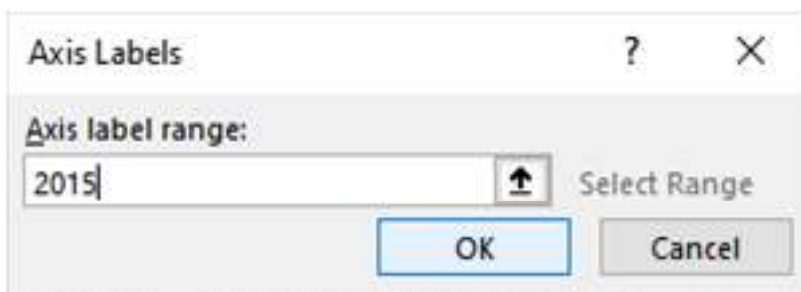 Axis Labels ? X
Axis label range:
2015 Select Range
OK Cancel